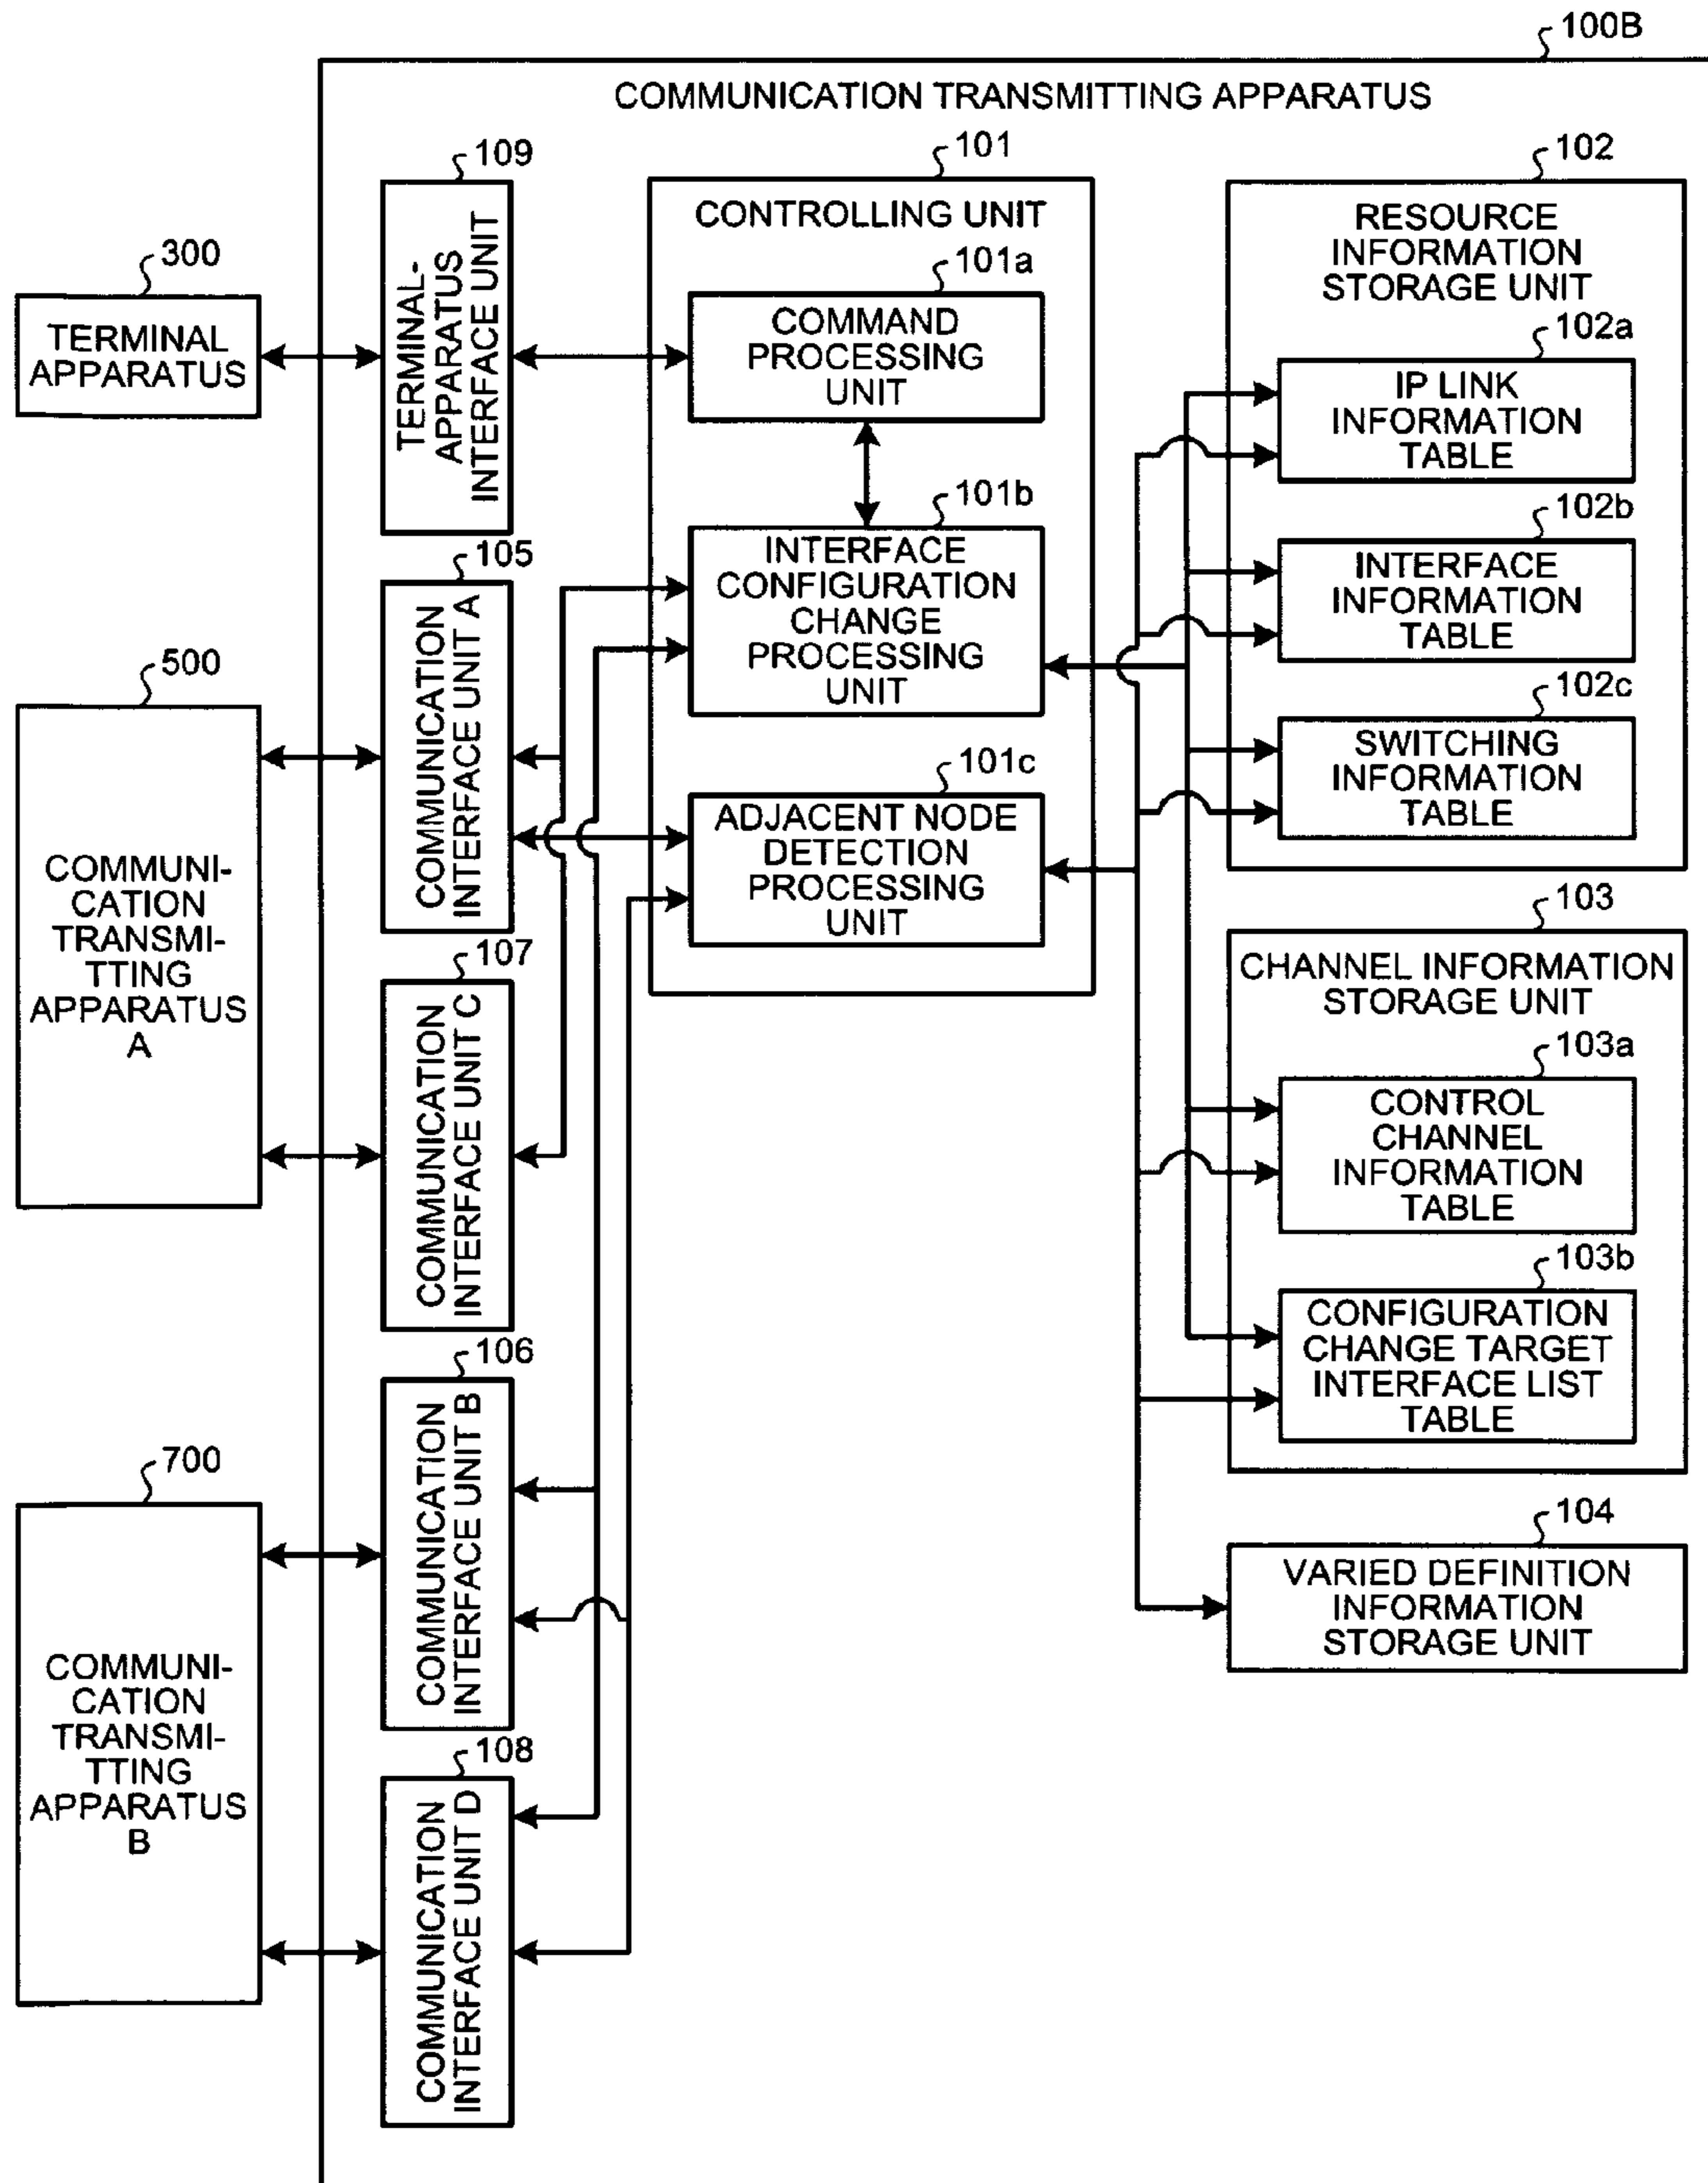 100B
COMMUNICATION TRANSMITTING APPARATUS
109
TERMINAL-
APPARATUS
INTERFACE UNIT
101
CONTROLLING UNIT
101a
COMMAND
PROCESSING
UNIT
101b
INTERFACE
CONFIGURATION
CHANGE
PROCESSING
UNIT
101c
ADJACENT NODE
DETECTION
PROCESSING
UNIT
102
RESOURCE
INFORMATION
STORAGE UNIT
102a
IP LINK
INFORMATION
TABLE
102b
INTERFACE
INFORMATION
TABLE
102c
SWITCHING
INFORMATION
TABLE
103
CHANNEL INFORMATION
STORAGE UNIT
103a
CONTROL
CHANNEL
INFORMATION
TABLE
103b
CONFIGURATION
CHANGE TARGET
INTERFACE LIST
TABLE
104
VARIED DEFINITION
INFORMATION
STORAGE UNIT
300
TERMINAL
APPARATUS
105
COMMUNICATION
INTERFACE UNIT A
500
COMMUNI-
CATION
TRANSMI-
TTING
APPARATUS
A
107
COMMUNICATION
INTERFACE UNIT C
106
COMMUNICATION
INTERFACE UNIT B
700
COMMUNI-
CATION
TRANSMI-
TTING
APPARATUS
B
108
COMMUNICATION
INTERFACE UNIT D